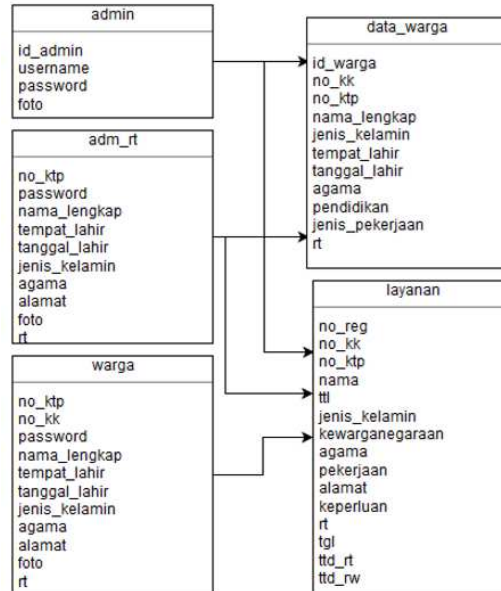 admin
id_admin
username
password
foto
adm_rt
no_ktp
password
nama_lengkap
tempat_lahir
tanggal_lahir
jenis_kelamin
agama
alamat
foto
rt
warga
no_ktp
no_kk
password
nama_lengkap
tempat_lahir
tanggal_lahir
jenis_kelamin
agama
alamat
foto
rt
data_warga
id_warga
no_kk
no_ktp
nama_lengkap
jenis_kelamin
tempat_lahir
tanggal_lahir
agama
pendidikan
jenis_pekerjaan
rt
layanan
no_reg
no_kk
no_ktp
nama
ttl
jenis_kelamin
kewarganegaraan
agama
pekerjaan
alamat
keperluan
rt
tgl
ttd_rt
ttd_rw